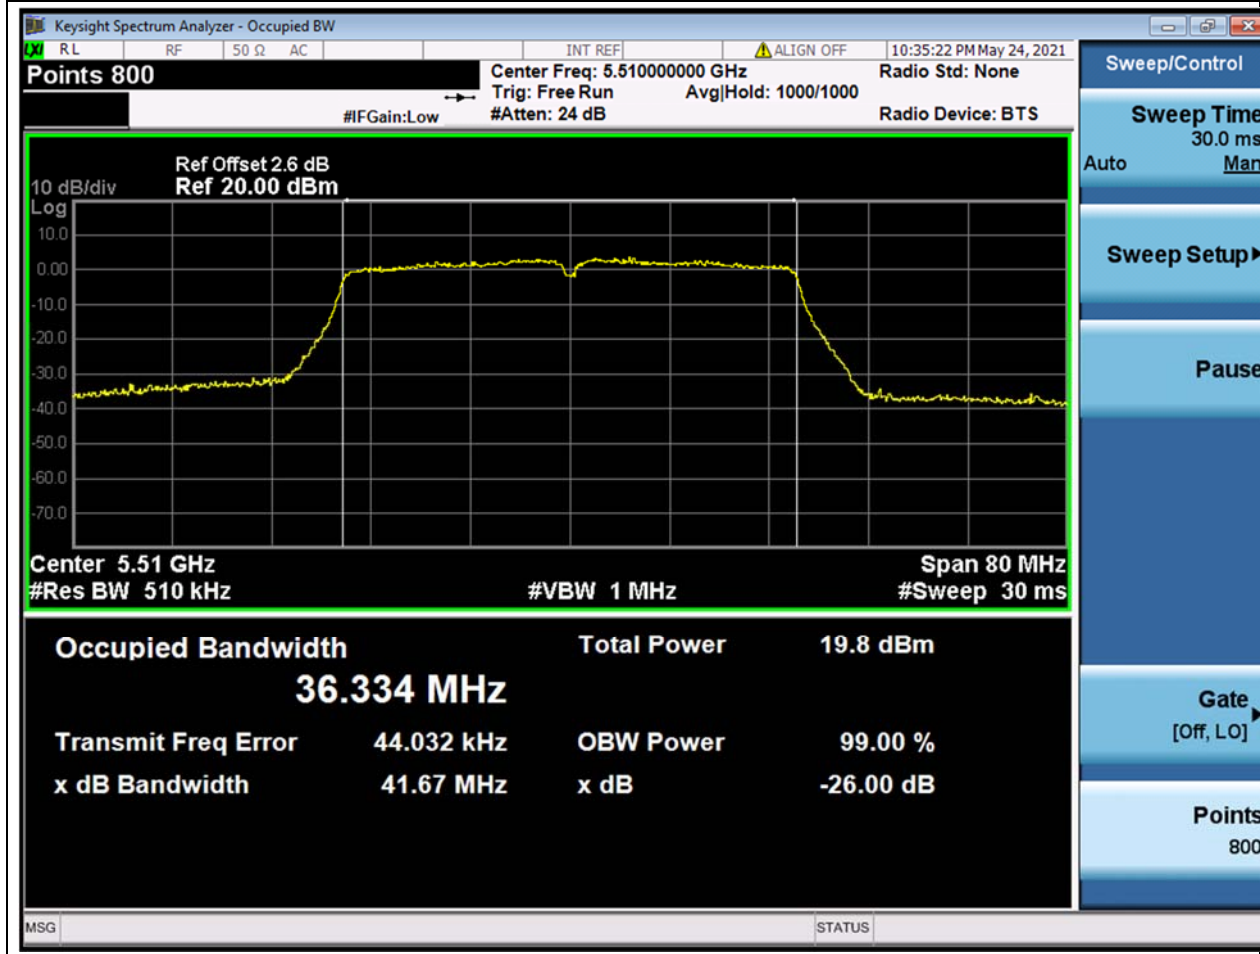 Keysight Spectrum Analyzer - Occupied BW
LXI RL RF 50 Ω AC INT REF ALIGN OFF 10:35:22 PM May 24, 2021
Points 800
Center Freq: 5.510000000 GHz Radio Std: None
Trig: Free Run Avg|Hold: 1000/1000
#IFGain:Low #Atten: 24 dB Radio Device: BTS
Ref Offset 2.6 dB
10 dB/div Ref 20.00 dBm
Log
10.0
0.00
-10.0
-20.0
-30.0
-40.0
-50.0
-60.0
-70.0
Center 5.51 GHz Span 80 MHz
#Res BW 510 kHz #VBW 1 MHz #Sweep 30 ms
Occupied Bandwidth Total Power 19.8 dBm
36.334 MHz
Transmit Freq Error 44.032 kHz OBW Power 99.00 %
x dB Bandwidth 41.67 MHz x dB -26.00 dB
MSG STATUS
Sweep/Control
Sweep Time
30.0 ms
Auto Man
Sweep Setup
Pause
Gate
[Off, LO]
Points
800